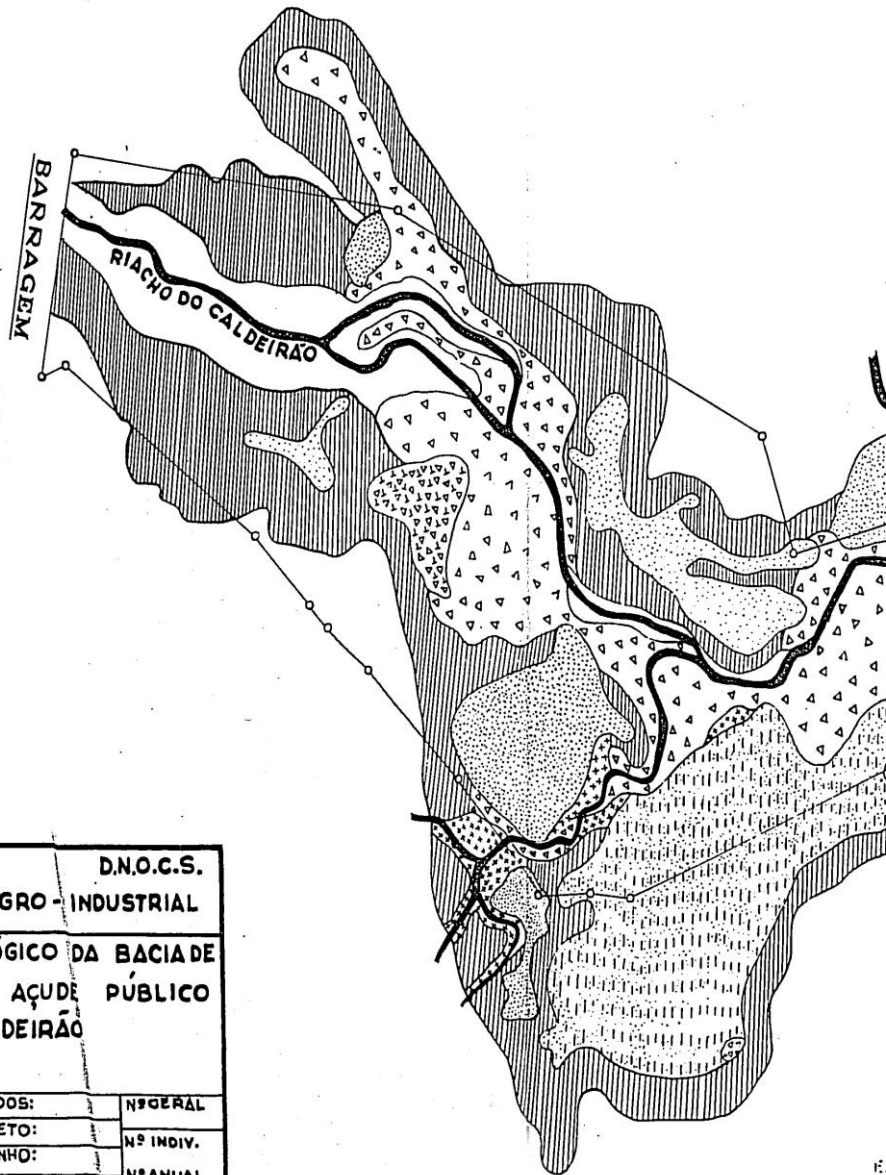 BARRAGEM
RIACHO DO CALDEIRÃO
D.N.O.C.S.
GRO-INDUSTRIAL
ÓGICO DA BACIA DE
AÇUDE PÚBLICO
DEIRÃO
DOS:
Nº GERAL
ETO:
Nº INDIV.
NHO:
Nº ANUAL